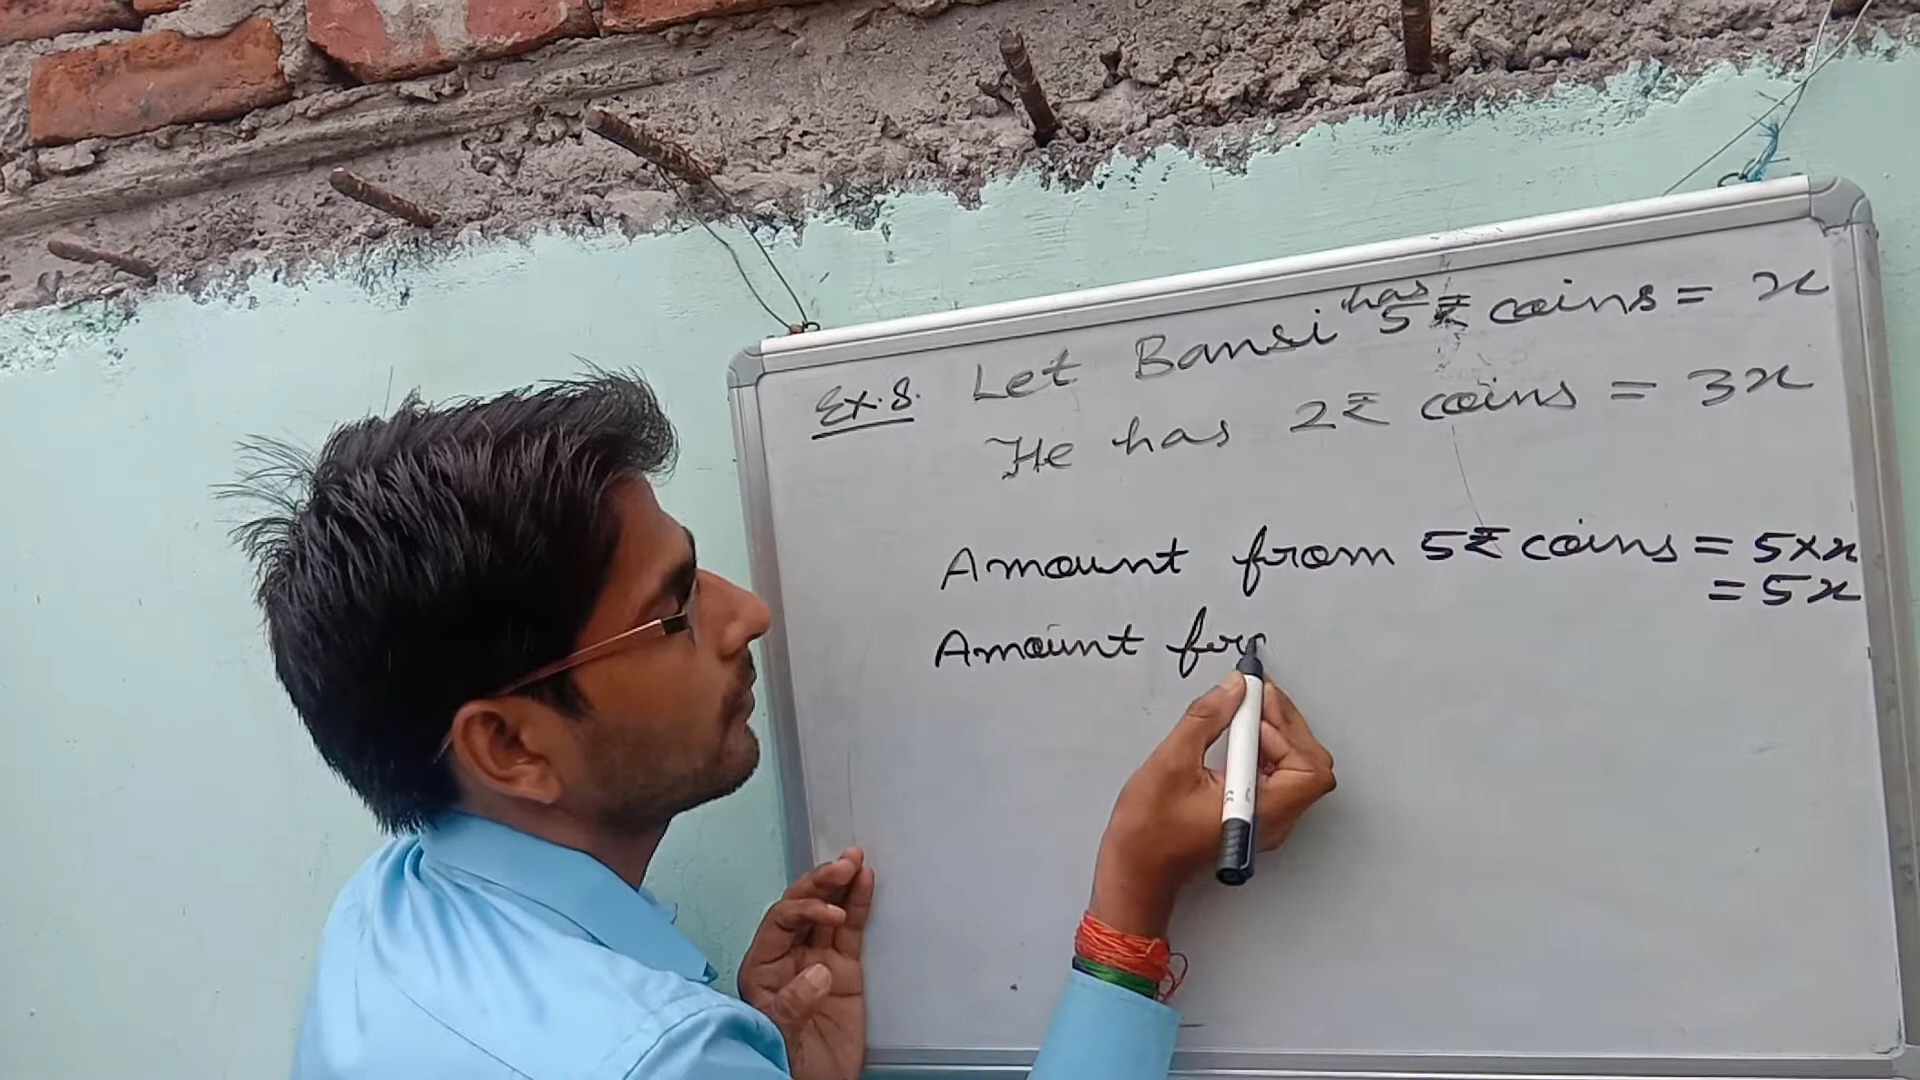 Ex.8. Let Bansi has 5₹ coins = x
He has 2₹ coins = 3x
Amount from 5₹ coins = 5×x
= 5x
Amount fro